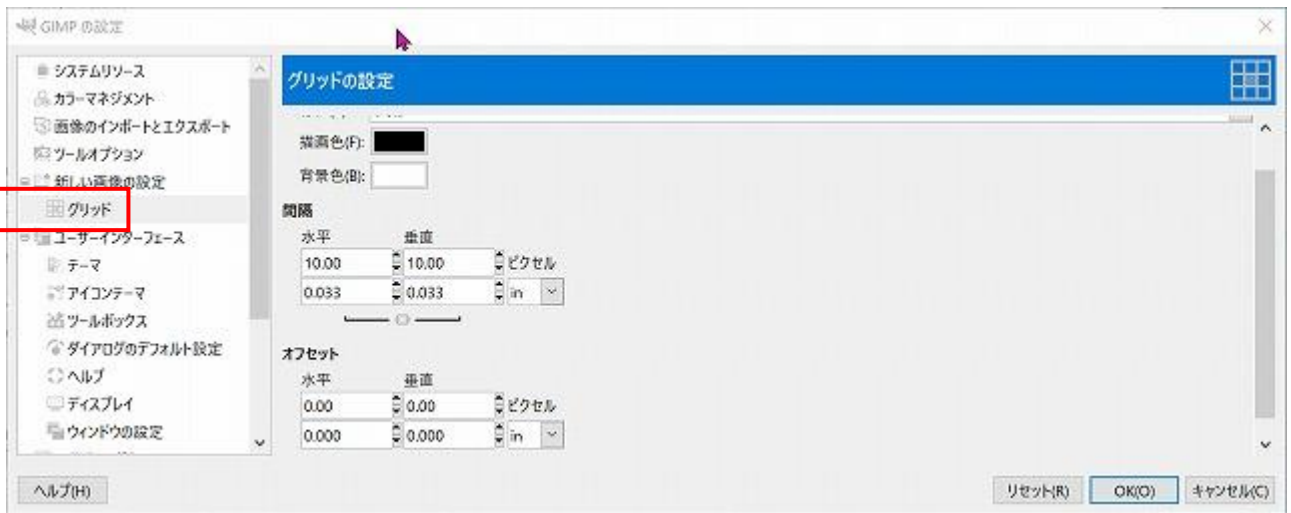 GIMP の設定
システムリソース
カラーマネジメント
画像のインポートとエクスポート
ツールオプション
新しい画像の設定
グリッド
ユーザーインターフェース
テーマ
アイコンテーマ
ツールボックス
ダイアログのデフォルト設定
ヘルプ
ディスプレイ
ウィンドウの設定
グリッドの設定
描画色(F):
背景色(B):
間隔
水平 垂直
10.00 10.00 ピクセル
0.033 0.033 in
オフセット
水平 垂直
0.00 0.00 ピクセル
0.000 0.000 in
ヘルプ(H) リセット(R) OK(O) キャンセル(C)